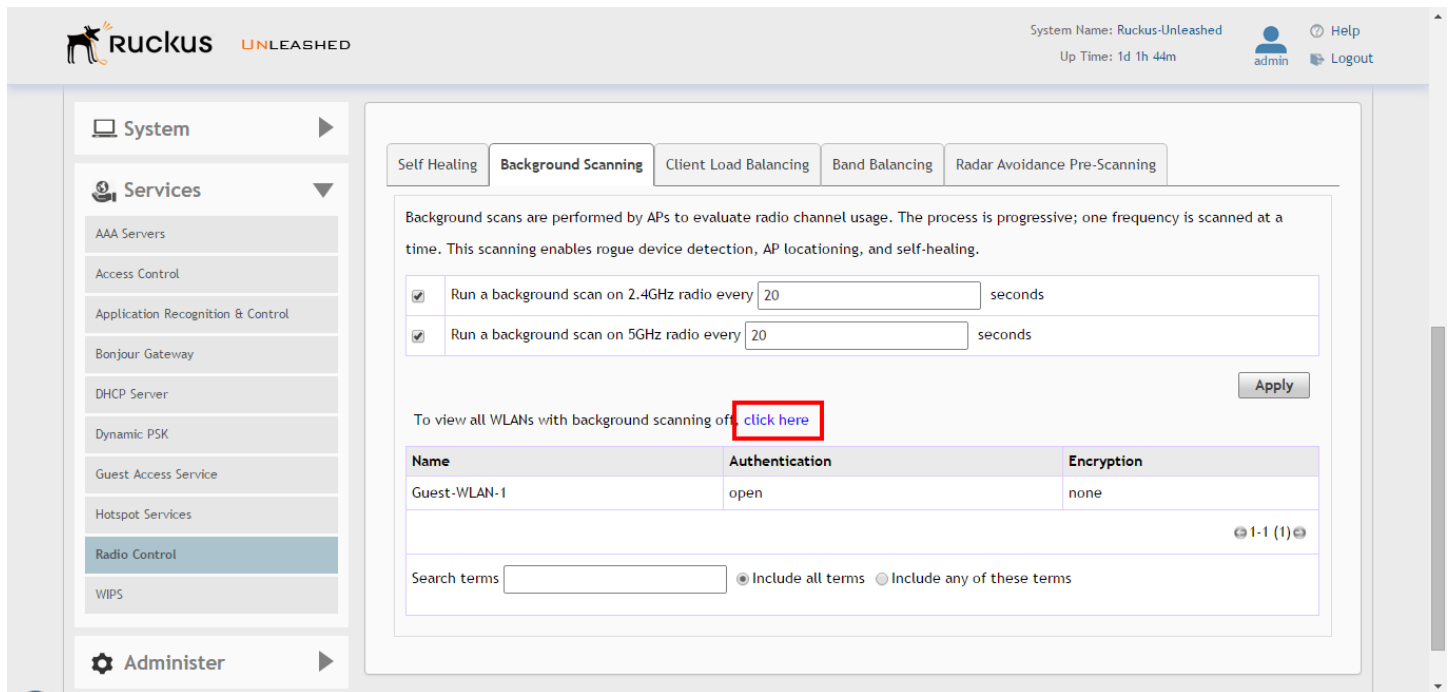 Ruckus UNLEASHED
System Name: Ruckus-Unleashed
Up Time: 1d 1h 44m
admin
Help
Logout
System
Services
AAA Servers
Access Control
Application Recognition & Control
Bonjour Gateway
DHCP Server
Dynamic PSK
Guest Access Service
Hotspot Services
Radio Control
WIPS
Administer
Self Healing Background Scanning Client Load Balancing Band Balancing Radar Avoidance Pre-Scanning
Background scans are performed by APs to evaluate radio channel usage. The process is progressive; one frequency is scanned at a
time. This scanning enables rogue device detection, AP locationing, and self-healing.
Run a background scan on 2.4GHz radio every 20 seconds
Run a background scan on 5GHz radio every 20 seconds
Apply
To view all WLANs with background scanning off, click here
Name Authentication Encryption
Guest-WLAN-1 open none
1-1 (1)
Search terms Include all terms Include any of these terms